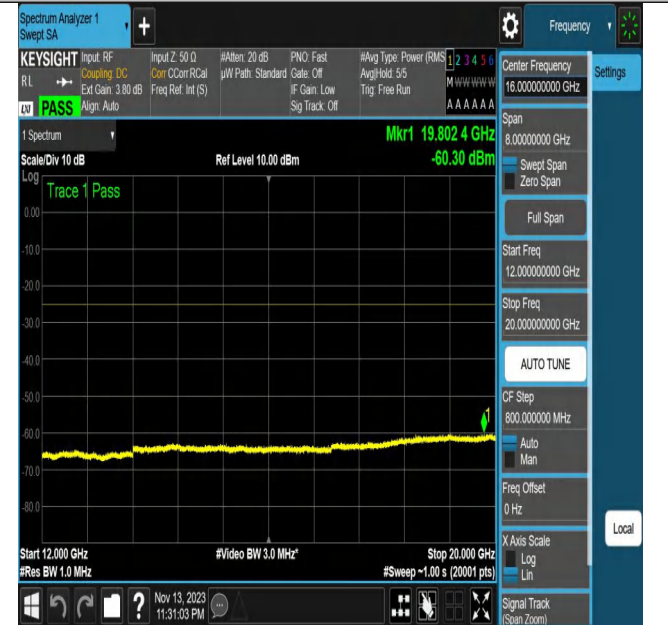 Spectrum Analyzer 1
Swept SA
+
Frequency
KEYSIGHT
RL
LXI
PASS
Input: RF
Coupling: DC
Ext Gain: 3.80 dB
Align: Auto
Input Z: 50 Ω
Corr CCorr RCal
Freq Ref: Int (S)
#Atten: 20 dB
µW Path: Standard
PNO: Fast
Gate: Off
IF Gain: Low
Sig Track: Off
#Avg Type: Power (RMS
Avg|Hold: 5/5
Trig: Free Run
1 2 3 4 5 6
M W W W W W
A A A A A A
1 Spectrum
Scale/Div 10 dB
Ref Level 10.00 dBm
Mkr1 19.802 4 GHz
-60.30 dBm
Log
Trace 1 Pass
0.00
-10.0
-20.0
-30.0
-40.0
-50.0
-60.0
-70.0
-80.0
1
Start 12.000 GHz
#Res BW 1.0 MHz
#Video BW 3.0 MHz*
Stop 20.000 GHz
#Sweep ~1.00 s (20001 pts)
Center Frequency
16.000000000 GHz
Settings
Span
8.00000000 GHz
Swept Span
Zero Span
Full Span
Start Freq
12.000000000 GHz
Stop Freq
20.000000000 GHz
AUTO TUNE
CF Step
800.000000 MHz
Auto
Man
Freq Offset
0 Hz
X Axis Scale
Log
Lin
Local
Signal Track
(Span Zoom)
?
Nov 13, 2023
11:31:03 PM